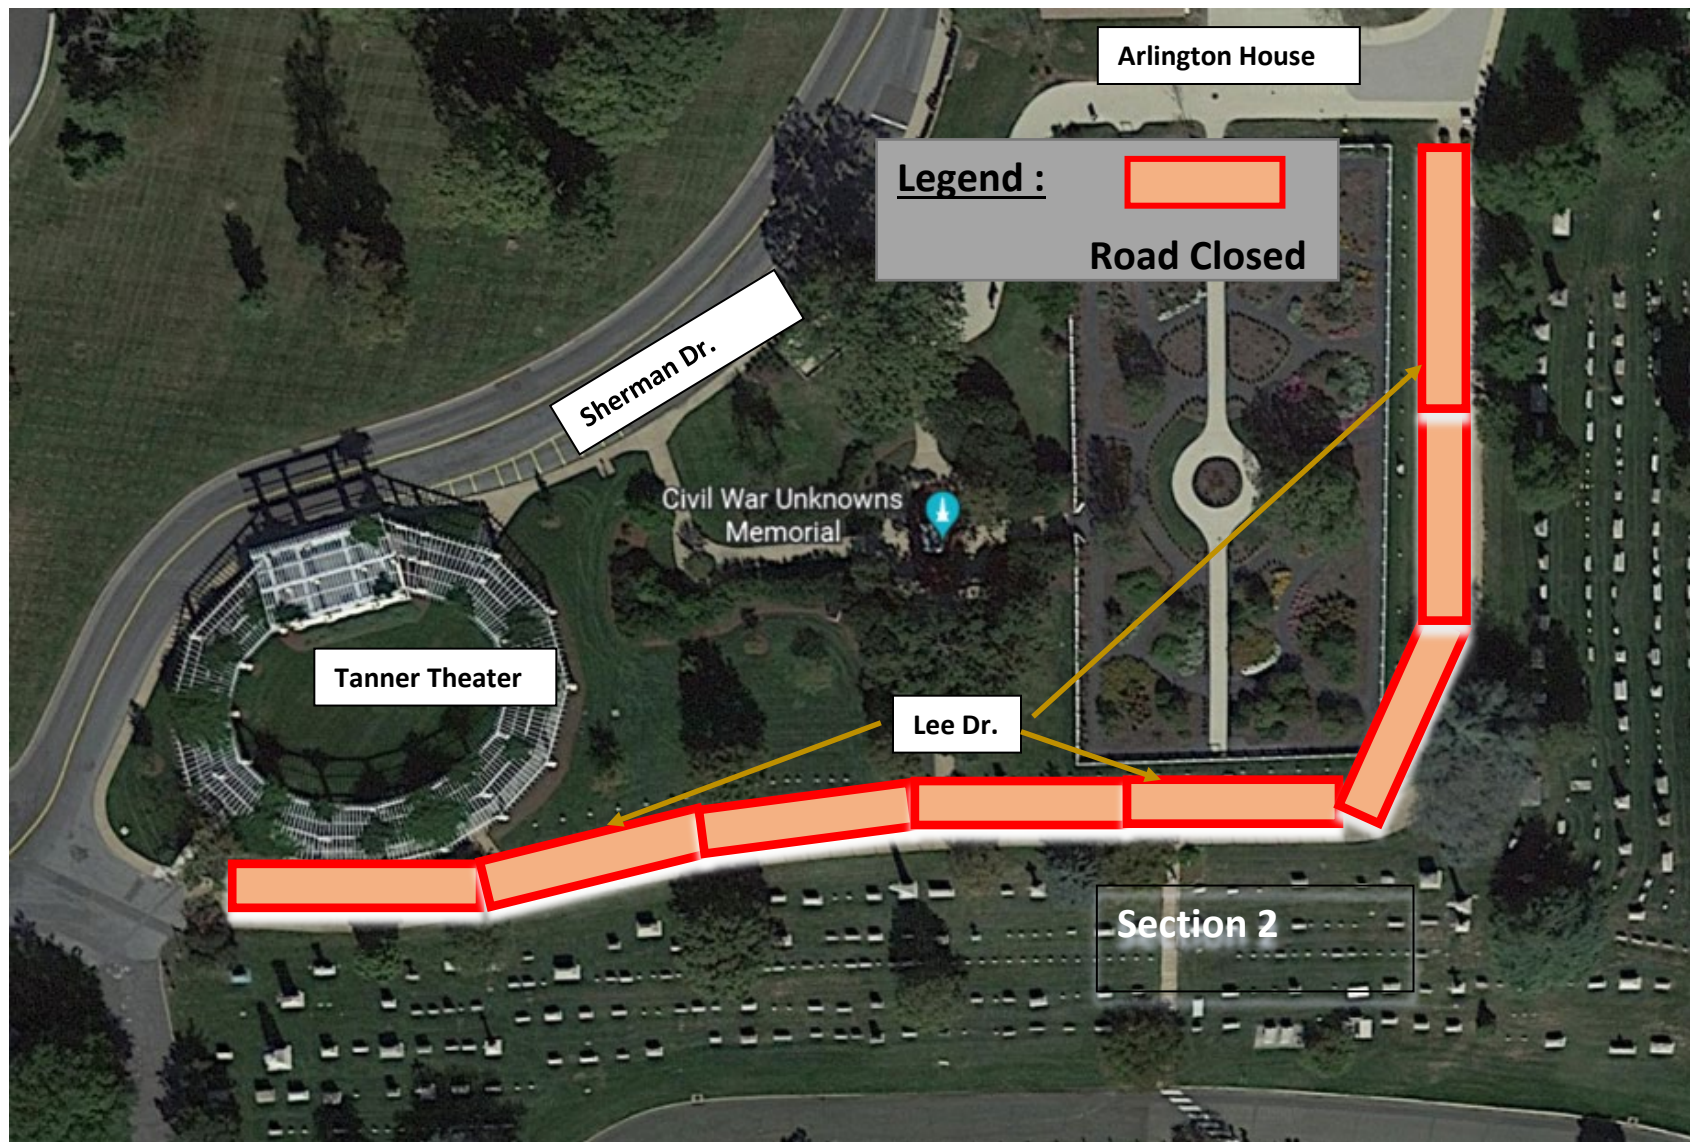 Arlington House
Legend :
Road Closed
Sherman Dr.
Civil War Unknowns
Memorial
Tanner Theater
Lee Dr.
Section 2